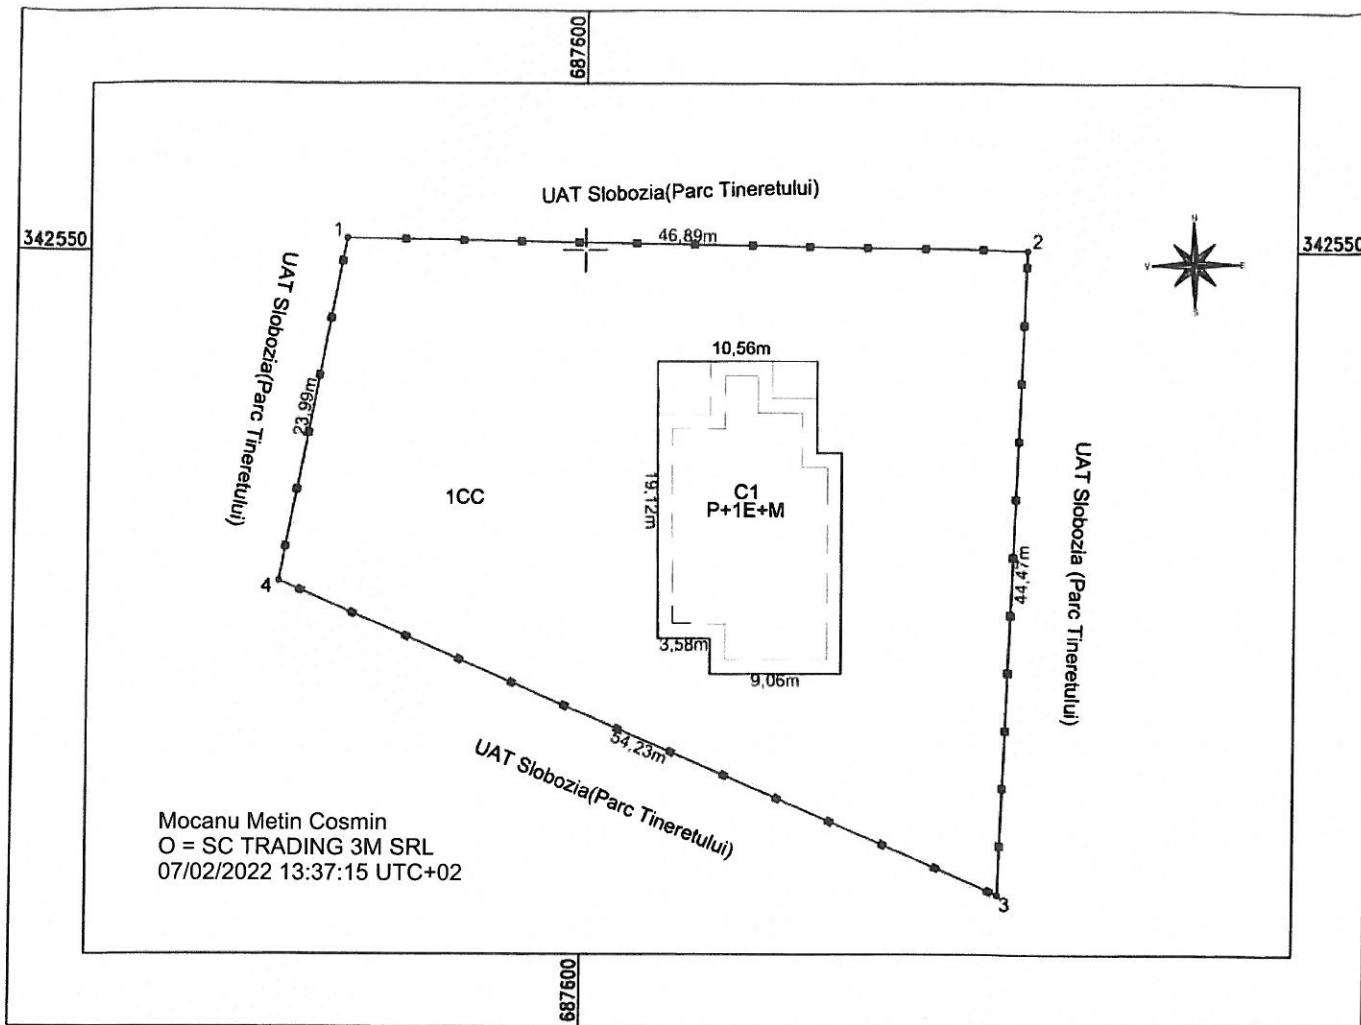 687600
UAT Slobozia(Parc Tineretului)
1
46,89m
2
342550
342550
N
V
E
S
UAT Slobozia(Parc Tineretului)
23,99m
10,56m
19,12m
C1
P+1E+M
1CC
UAT Slobozia (Parc Tineretului)
44,47m
4
3,58m
9,06m
54,23m
UAT Slobozia(Parc Tineretului)
3
Mocanu Metin Cosmin
O = SC TRADING 3M SRL
07/02/2022 13:37:15 UTC+02
687600